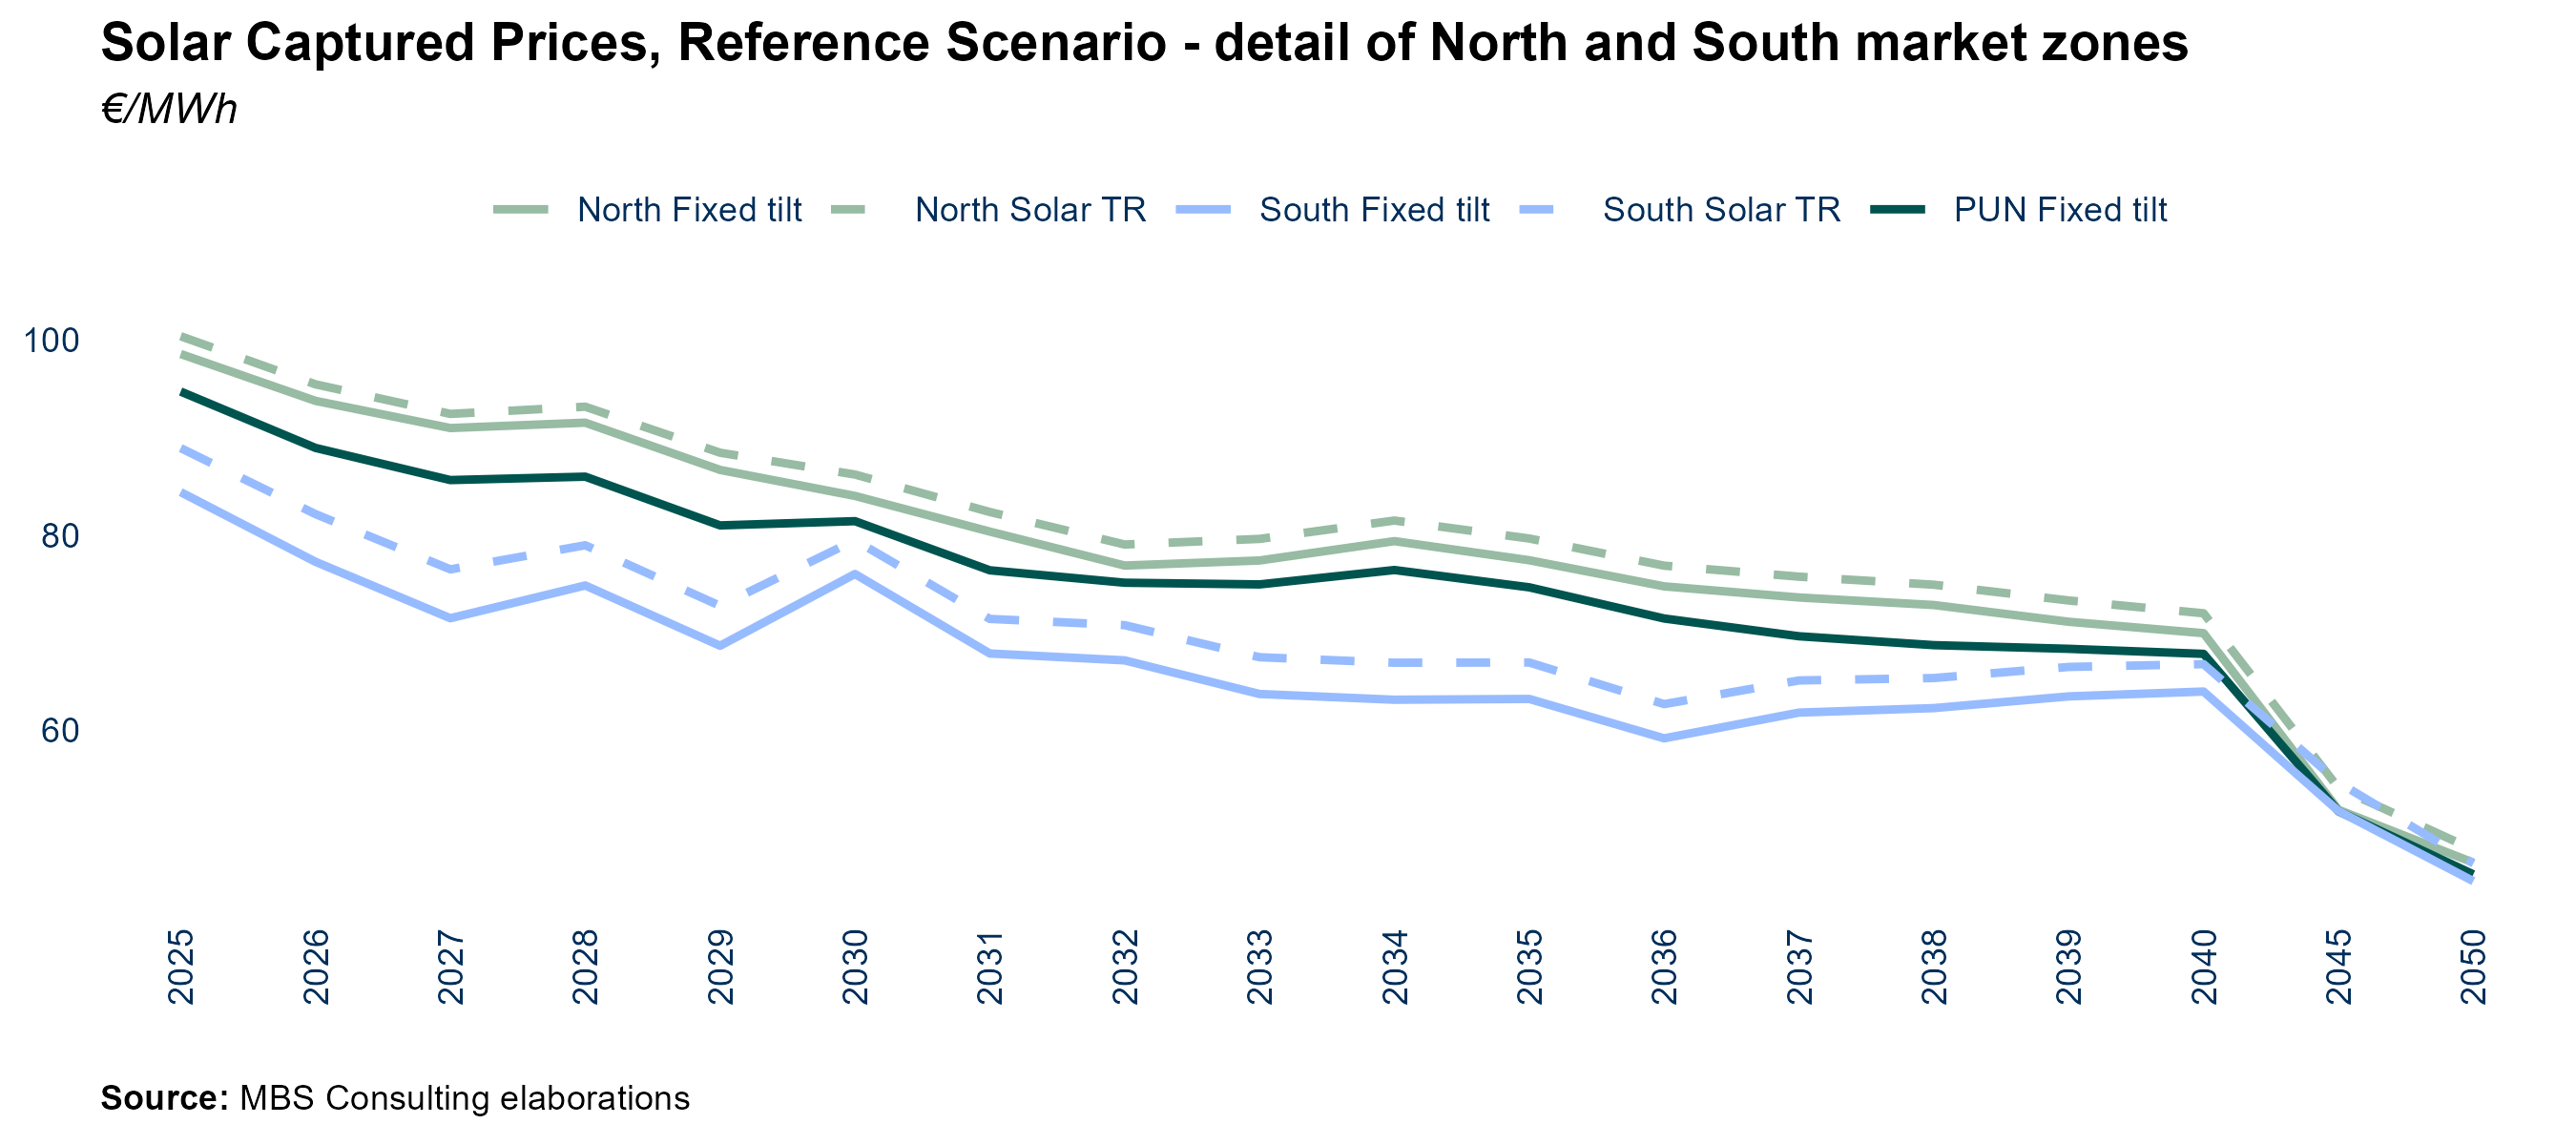 Solar Captured Prices, Reference Scenario - detail of North and South market zones
€/MWh
North Fixed tilt North Solar TR South Fixed tilt South Solar TR PUN Fixed tilt
100
80
60
2025 2026 2027 2028 2029 2030 2031 2032 2033 2034 2035 2036 2037 2038 2039 2040 2045 2050
Source: MBS Consulting elaborations